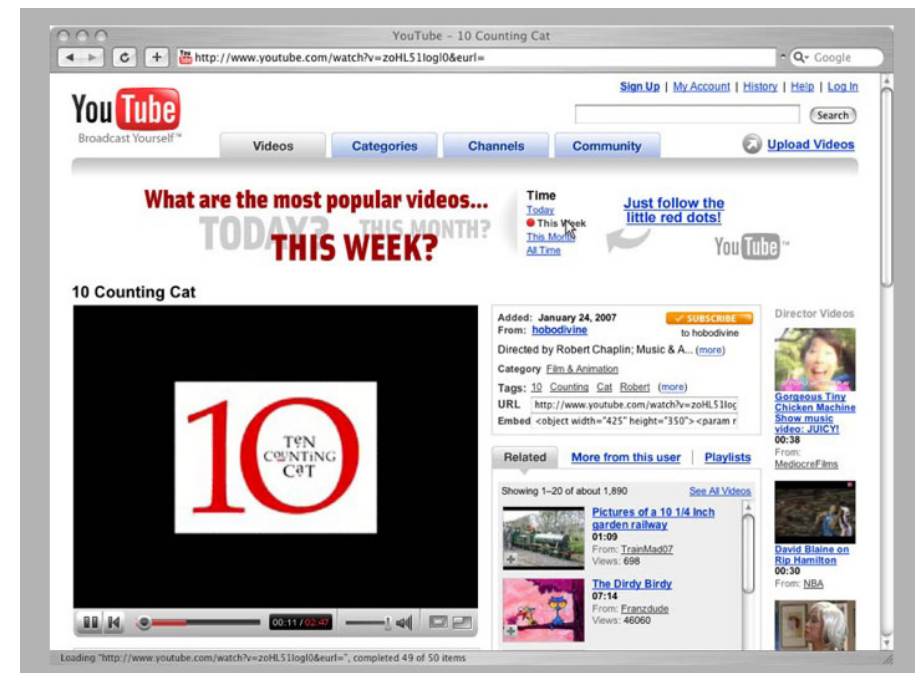 YouTube – 10 Counting Cat
http://www.youtube.com/watch?v=zoHL51logl0&eurl=
Google
Sign Up | My Account | History | Help | Log In
You Tube
Broadcast Yourself™
Search
Videos
Categories
Channels
Community
Upload Videos
What are the most popular videos...
TODAY?
THIS MONTH?
THIS WEEK?
Time
Today
This Week
This Month
All Time
Just follow the
little red dots!
You Tube ™
10 Counting Cat
10
TEN
COUNTING
CAT
00:11 / 02:47
Added: January 24, 2007
From: hobodivine
SUBSCRIBE
to hobodivine
Directed by Robert Chaplin; Music & A... (more)
Category Film & Animation
Tags: 10 Counting Cat Robert (more)
URL http://www.youtube.com/watch?v=zoHL51log
Embed <object width="425" height="350"><param r
Related
More from this user
Playlists
Showing 1–20 of about 1,890
See All Videos
Pictures of a 10 1/4 Inch
garden railway
01:09
From: TrainMad07
Views: 698
The Dirdy Birdy
07:14
From: Franzdude
Views: 46060
Director Videos
Gorgeous Tiny
Chicken Machine
Show music
video: JUICY!
00:38
From:
MediocreFilms
David Blaine on
Rip Hamilton
00:30
From: NBA
Loading "http://www.youtube.com/watch?v=zoHL51logl0&eurl=", completed 49 of 50 items